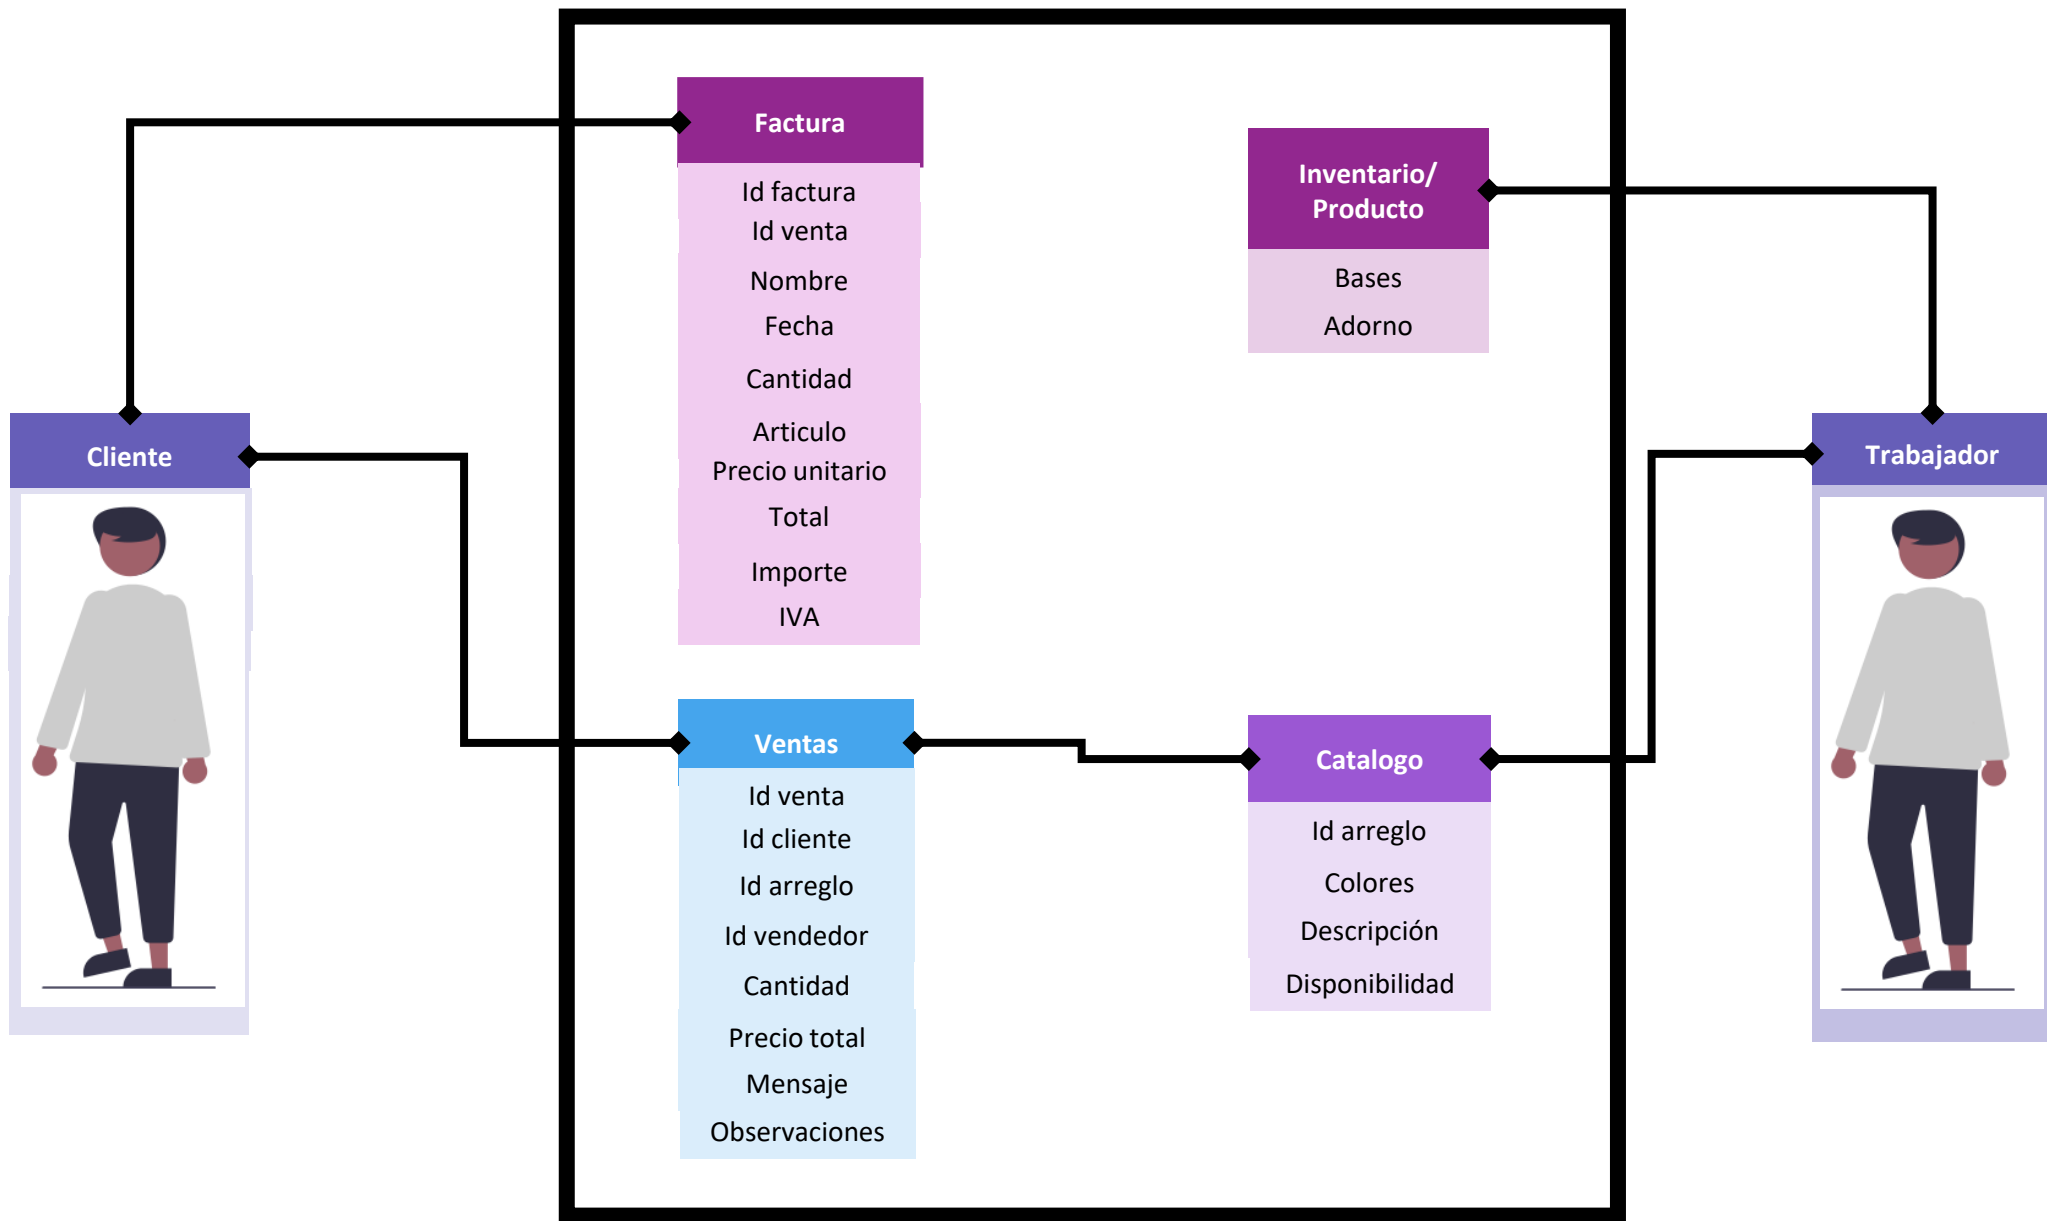 Factura
Id factura
Id venta
Nombre
Fecha
Cantidad
Articulo
Precio unitario
Total
Importe
IVA
Inventario/
Producto
Bases
Adorno
Cliente
Trabajador
Ventas
Id venta
Id cliente
Id arreglo
Id vendedor
Cantidad
Precio total
Mensaje
Observaciones
Catalogo
Id arreglo
Colores
Descripción
Disponibilidad